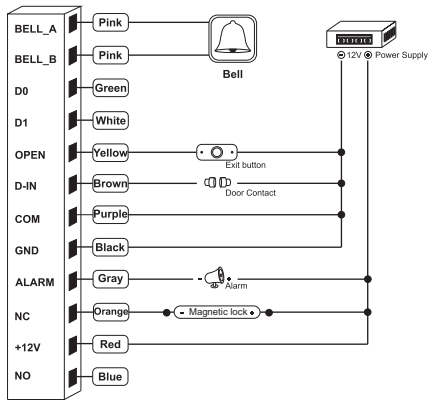 BELL_A Pink
BELL_B Pink
Bell
⊖12V ⊕ Power Supply
D0 Green
D1 White
OPEN Yellow
Exit button
D-IN Brown
Door Contact
COM Purple
GND Black
ALARM Gray - +
Alarm
NC Orange - Magnetic lock +
+12V Red
NO Blue